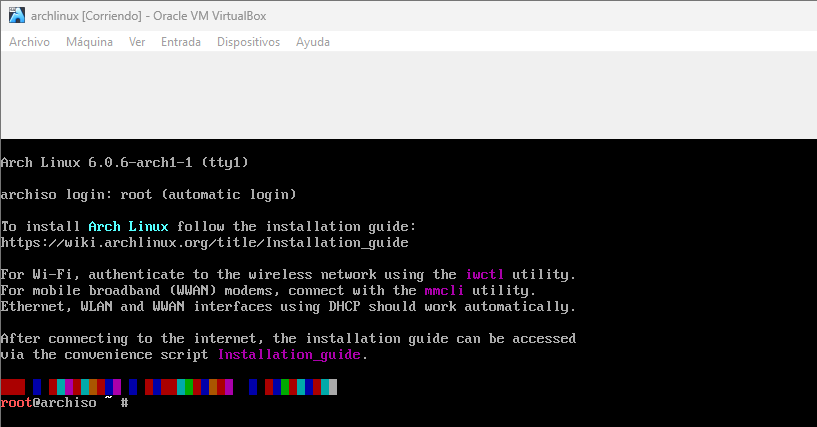 archlinux [Corriendo] - Oracle VM VirtualBox
Archivo Máquina Ver Entrada Dispositivos Ayuda
Arch Linux 6.0.6-arch1-1 (tty1)
archiso login: root (automatic login)
To install Arch Linux follow the installation guide:
https://wiki.archlinux.org/title/Installation_guide
For Wi-Fi, authenticate to the wireless network using the iwctl utility.
For mobile broadband (WWAN) modems, connect with the mmcli utility.
Ethernet, WLAN and WWAN interfaces using DHCP should work automatically.
After connecting to the internet, the installation guide can be accessed
via the convenience script Installation_guide.
root@archiso ~ #